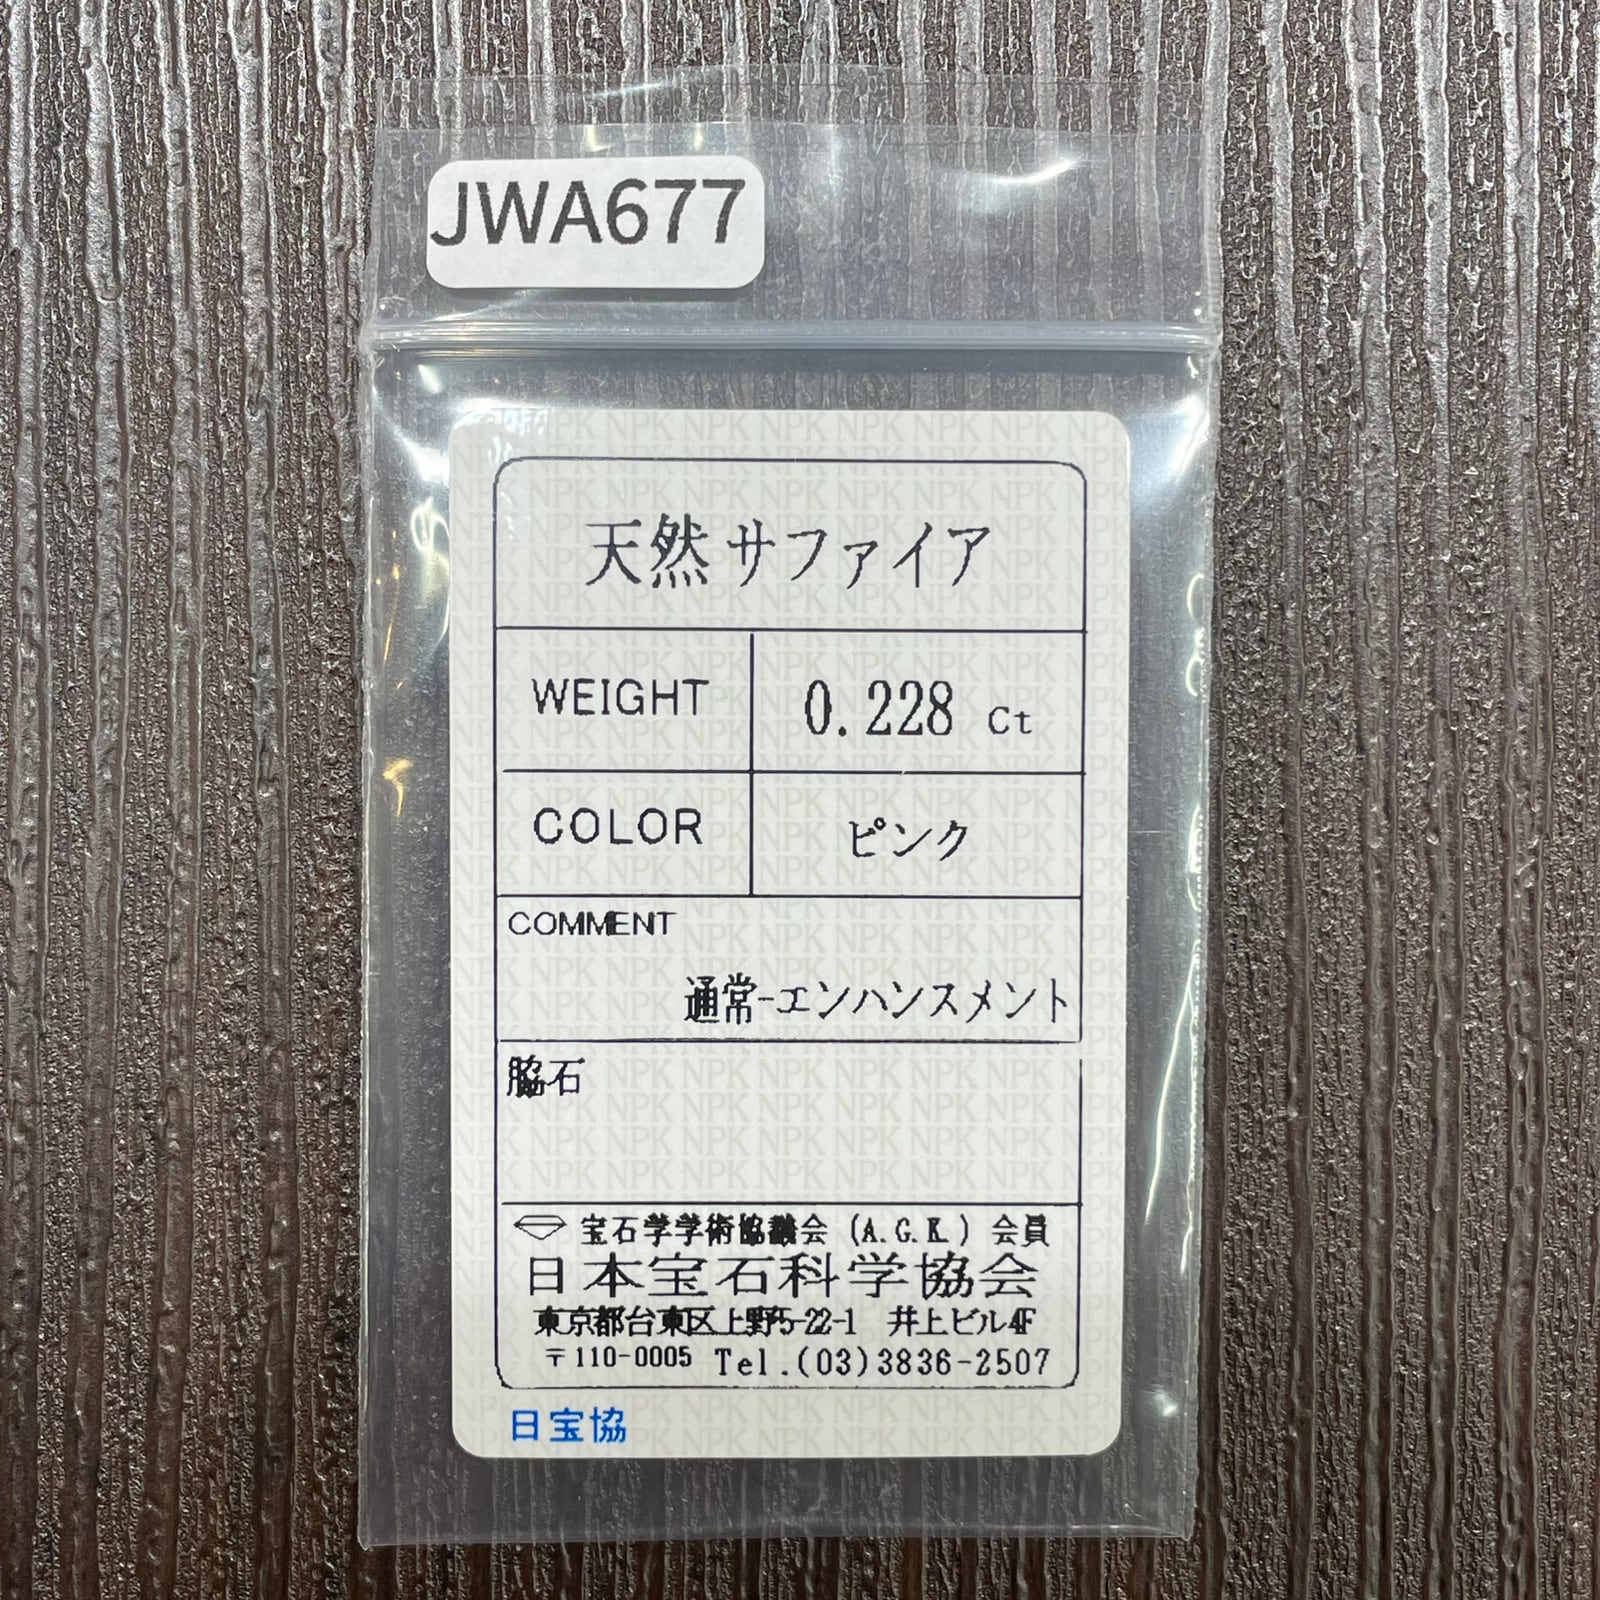 JWA677
天然サファイア
WEIGHT 0.228 Ct
COLOR ピンク
COMMENT
通常-エンハンスメント
脇石
宝石学学術協議会 (A.G.K.) 会員
日本宝石科学協会
東京都台東区上野5-22-1 井上ビル4F
〒110-0005 Tel.(03)3836-2507
日宝協